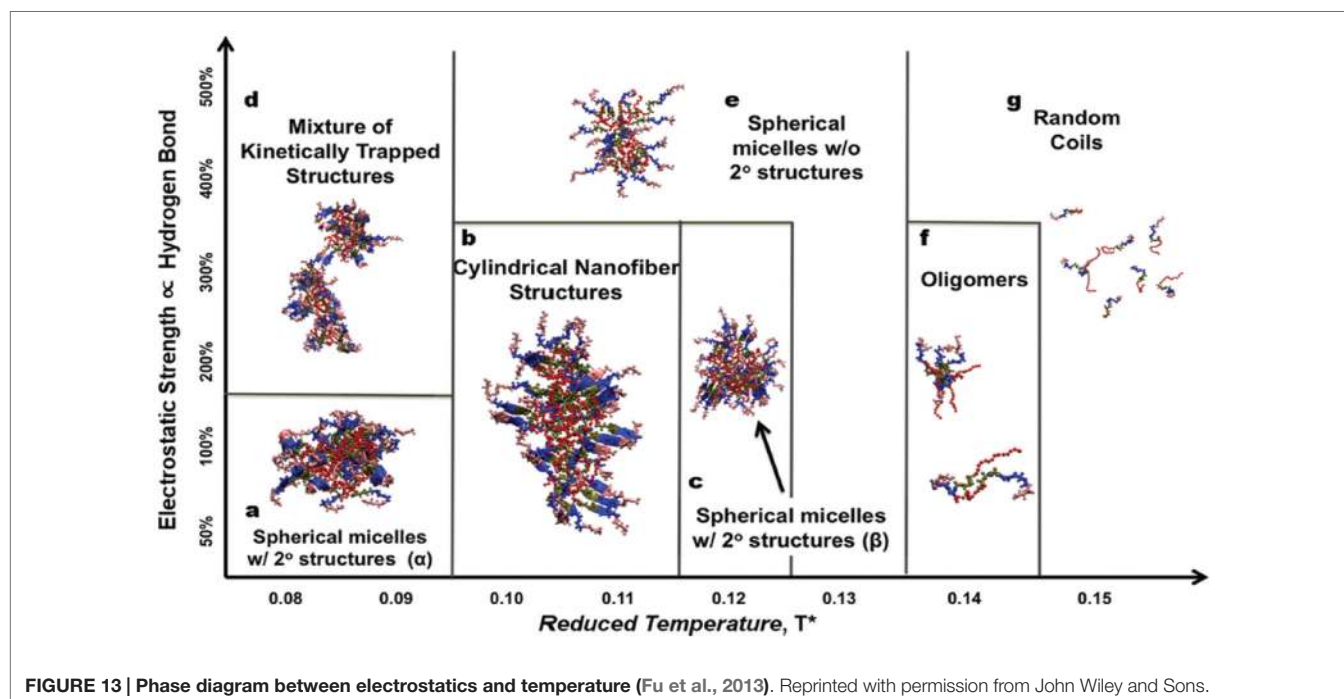 Electrostatic Strength ∝ Hydrogen Bond
500%
400%
300%
200%
100%
50%
d
Mixture of
Kinetically Trapped
Structures
e
Spherical
micelles w/o
2° structures
g
Random
Coils
b
Cylindrical Nanofiber
Structures
f
Oligomers
a
Spherical micelles
w/ 2° structures (α)
c
Spherical micelles
w/ 2° structures (β)
0.08 0.09 0.10 0.11 0.12 0.13 0.14 0.15
Reduced Temperature, T*
FIGURE 13 | Phase diagram between electrostatics and temperature (Fu et al., 2013). Reprinted with permission from John Wiley and Sons.